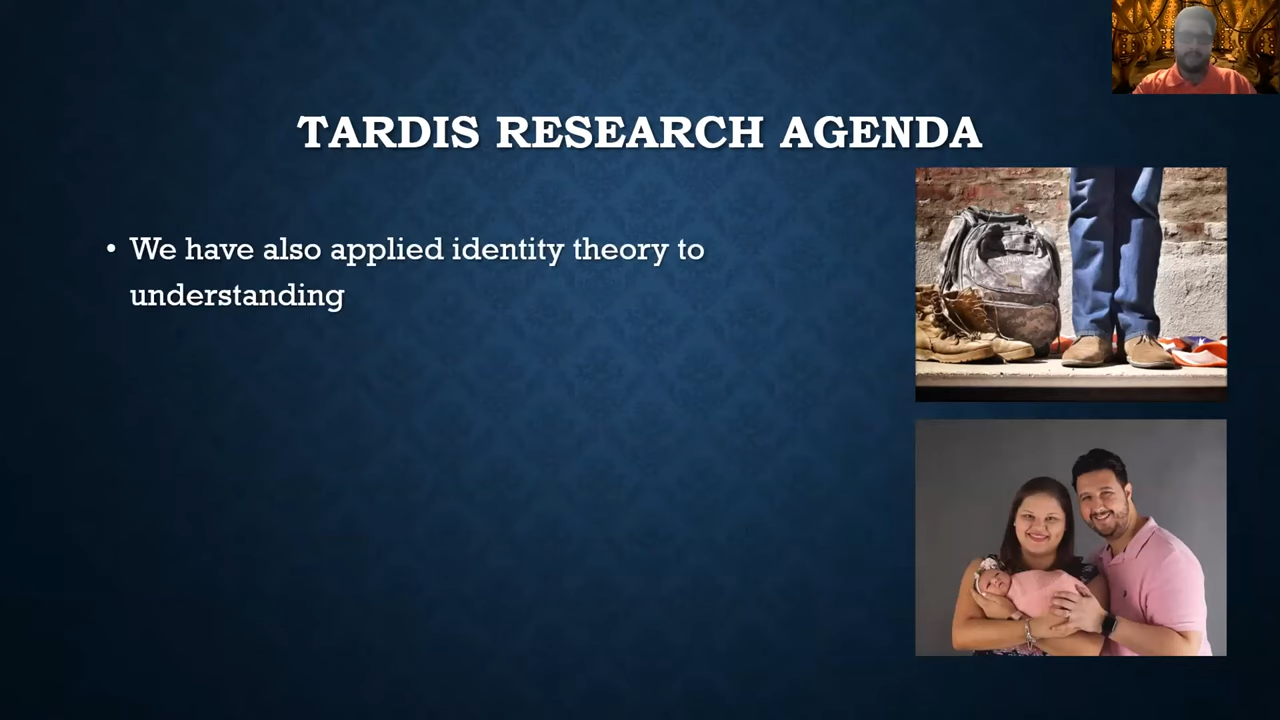 TARDIS RESEARCH AGENDA
• We have also applied identity theory to
understanding